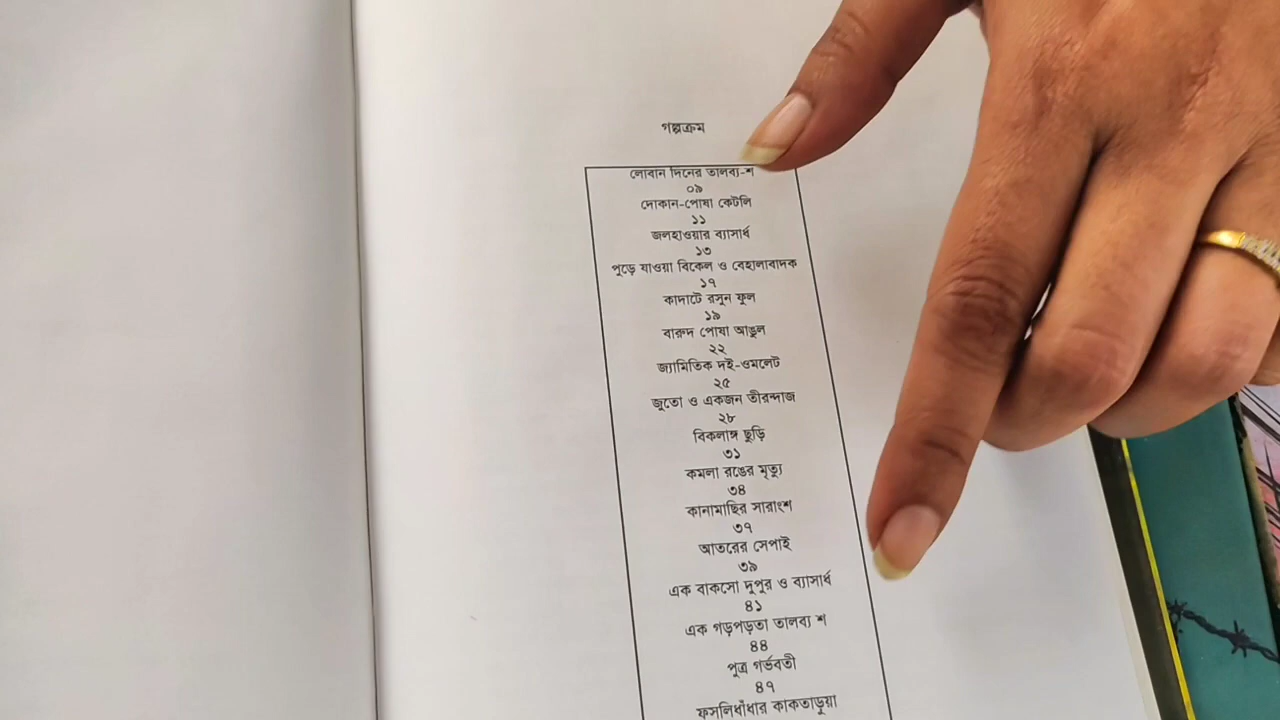 গল্পক্রম
লোবান দিনের তালব্য-শ
০৯
দোকান-পোষা কেটলি
১১
জলহাওয়ার ব্যাসার্ধ
১৩
পুড়ে যাওয়া বিকেল ও বেহালাবাদক
১৭
কাদাটে রসুন ফুল
১৯
বারুদ পোষা আঙুল
২২
জ্যামিতিক দই-ওমলেট
২৫
জুতো ও একজন তীরন্দাজ
২৮
বিকলাঙ্গ ছুড়ি
৩১
কমলা রঙের মৃত্যু
৩৪
কানামাছির সারাংশ
৩৭
আতরের সেপাই
৩৯
এক বাকসো দুপুর ও ব্যাসার্ধ
৪১
এক গড়পড়তা তালব্য শ
৪৪
পুত্র গর্ভবতী
৪৭
ফসলিধাঁধার কাকতাড়ুয়া